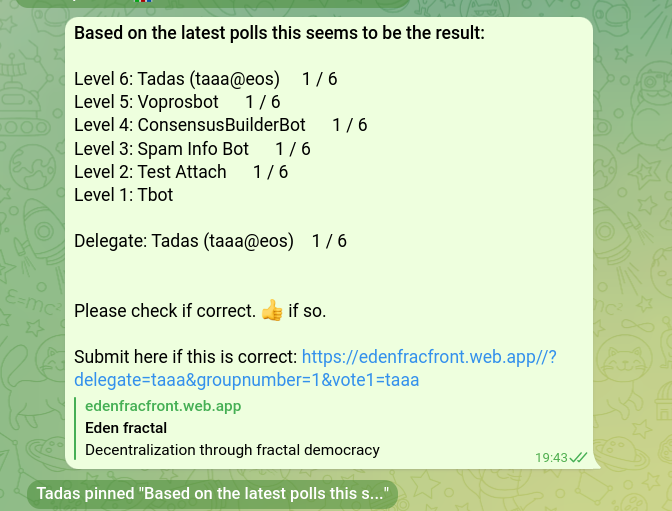 Based on the latest polls this seems to be the result:
Level 6: Tadas (taaa@eos) 1 / 6
Level 5: Voprosbot 1 / 6
Level 4: ConsensusBuilderBot 1 / 6
Level 3: Spam Info Bot 1 / 6
Level 2: Test Attach 1 / 6
Level 1: Tbot
Delegate: Tadas (taaa@eos) 1 / 6
Please check if correct. 👍 if so.
Submit here if this is correct: https://edenfracfront.web.app//?
delegate=taaa&groupnumber=1&vote1=taaa
edenfracfront.web.app
Eden fractal
Decentralization through fractal democracy
19:43
Tadas pinned "Based on the latest polls this s..."